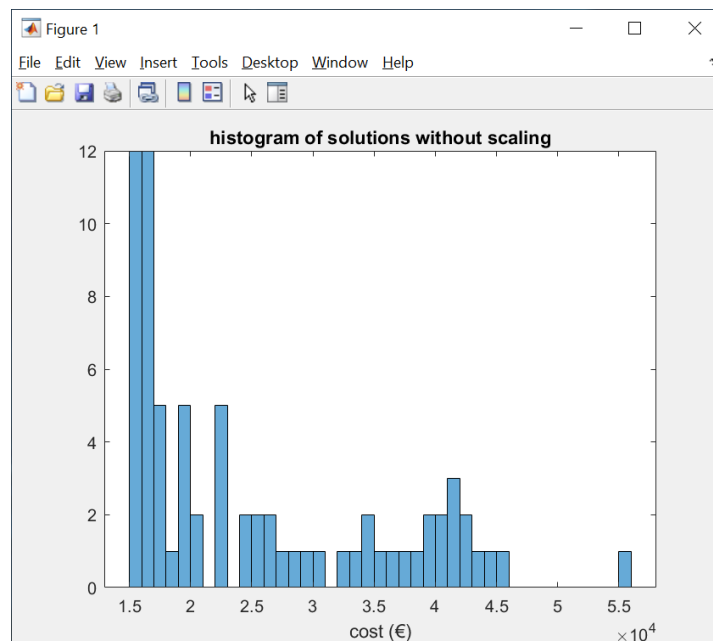 Figure 1
File Edit View Insert Tools Desktop Window Help
histogram of solutions without scaling
12
10
8
6
4
2
0
1.5 2 2.5 3 3.5 4 4.5 5 5.5
cost (€) ×10⁴